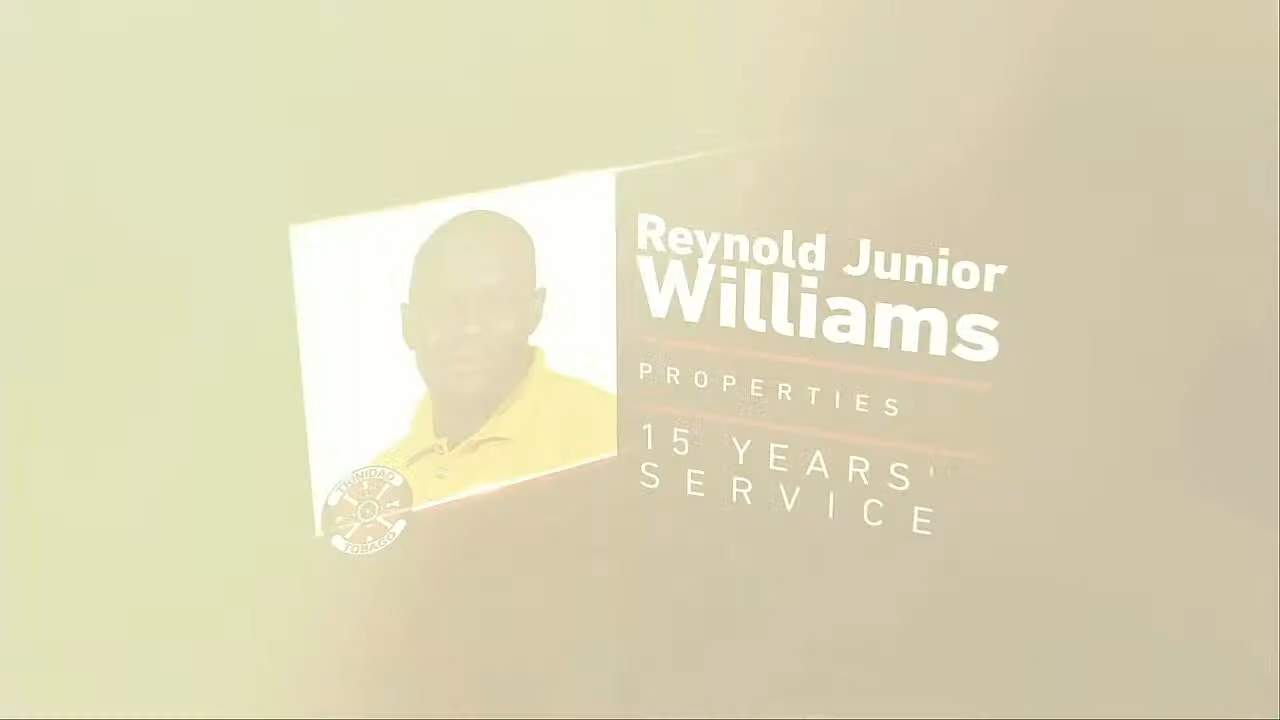 Reynold Junior
Williams
PROPERTIES
15 YEARS'
SERVICE
TRINIDAD
TOBAGO